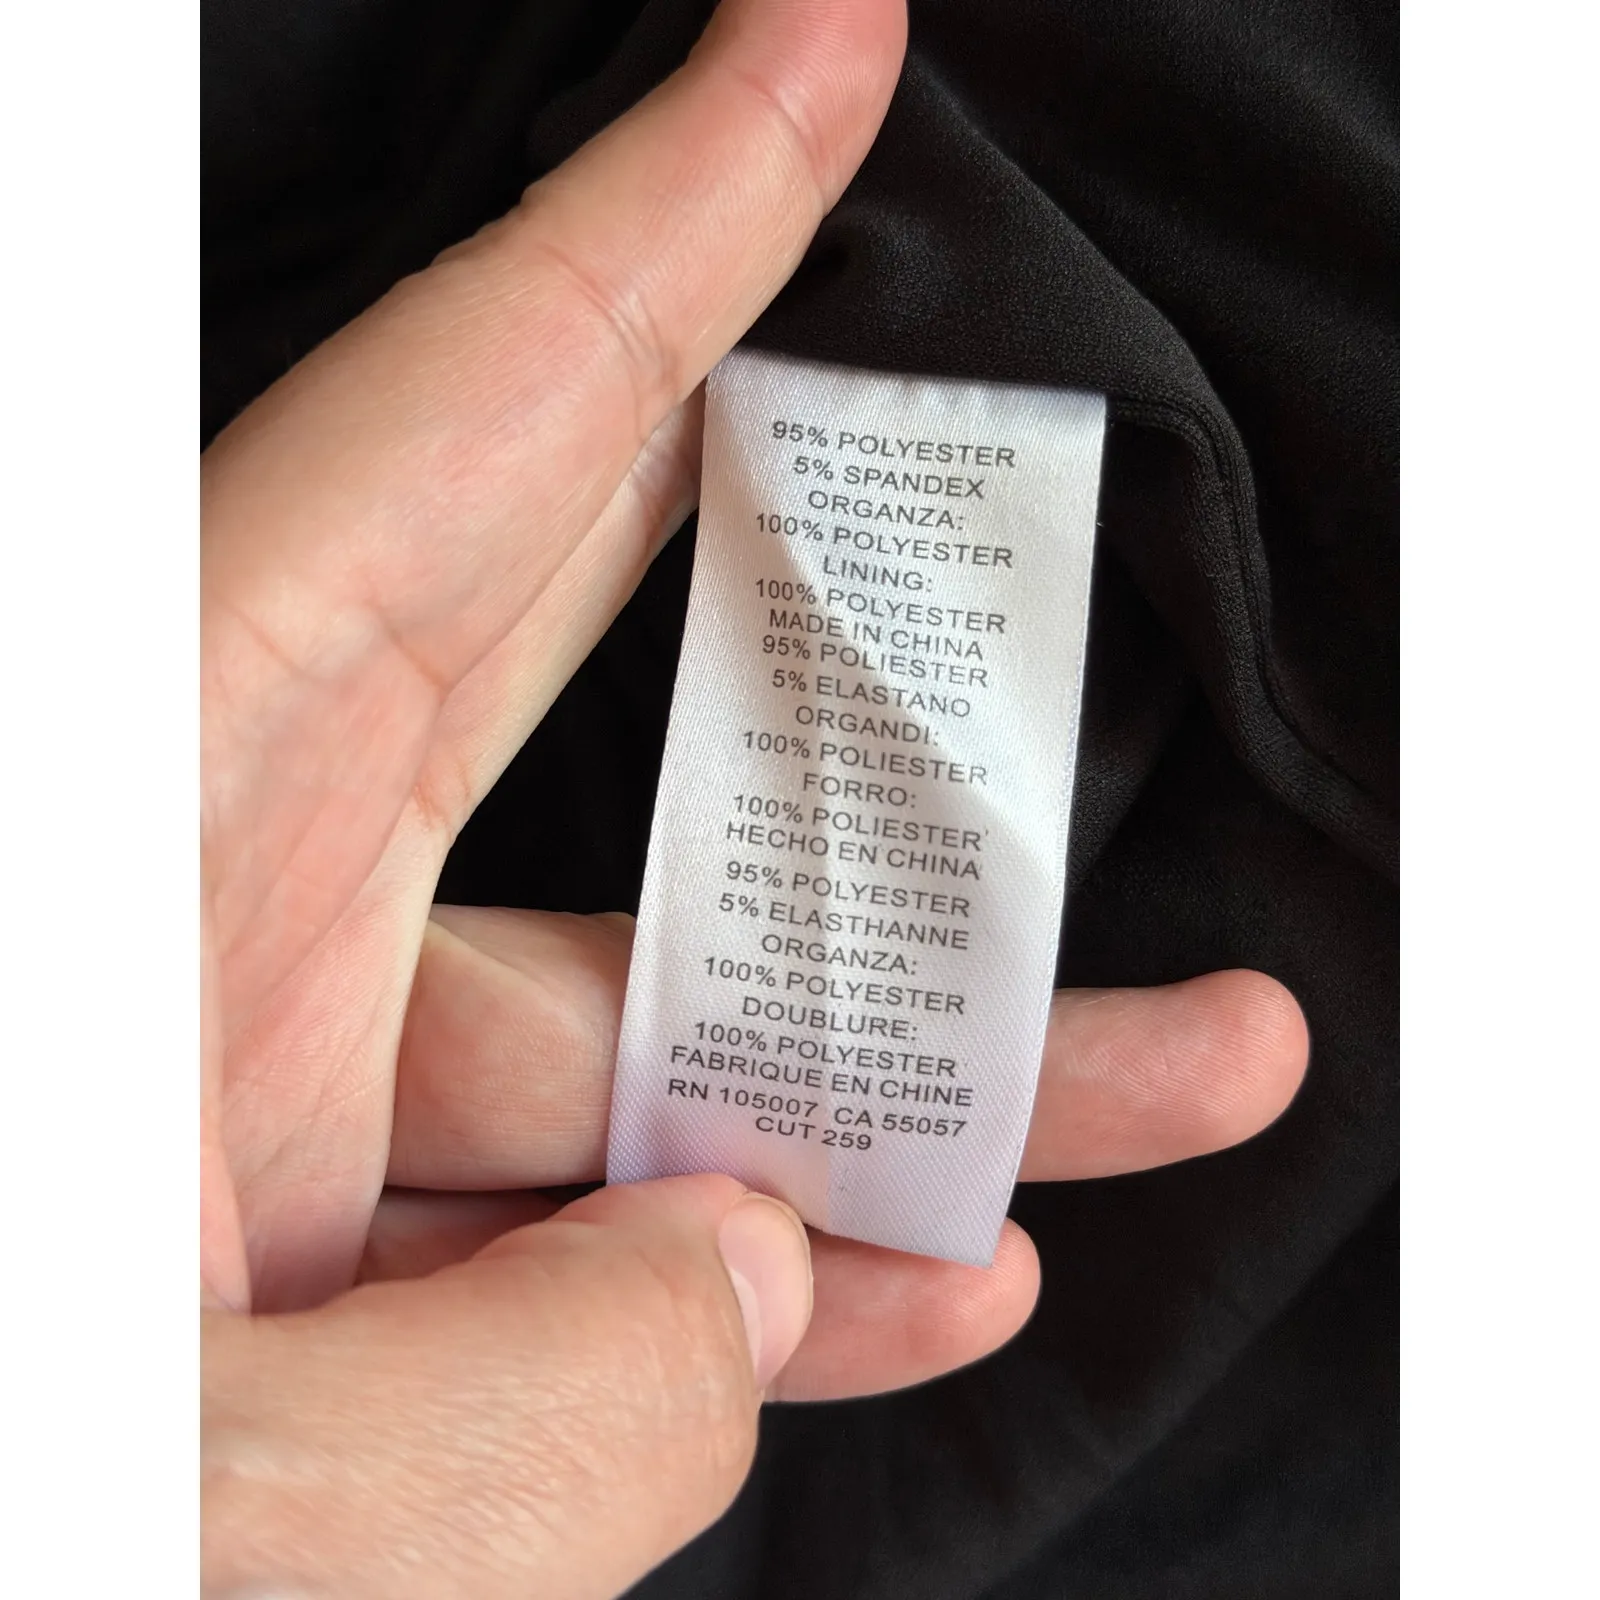 95% POLYESTER
5% SPANDEX
ORGANZA:
100% POLYESTER
LINING:
100% POLYESTER
MADE IN CHINA
95% POLIESTER
5% ELASTANO
ORGANDI:
100% POLIESTER
FORRO:
100% POLIESTER
HECHO EN CHINA
95% POLYESTER
5% ELASTHANNE
ORGANZA:
100% POLYESTER
DOUBLURE:
100% POLYESTER
FABRIQUE EN CHINE
RN 105007 CA 55057
CUT 259